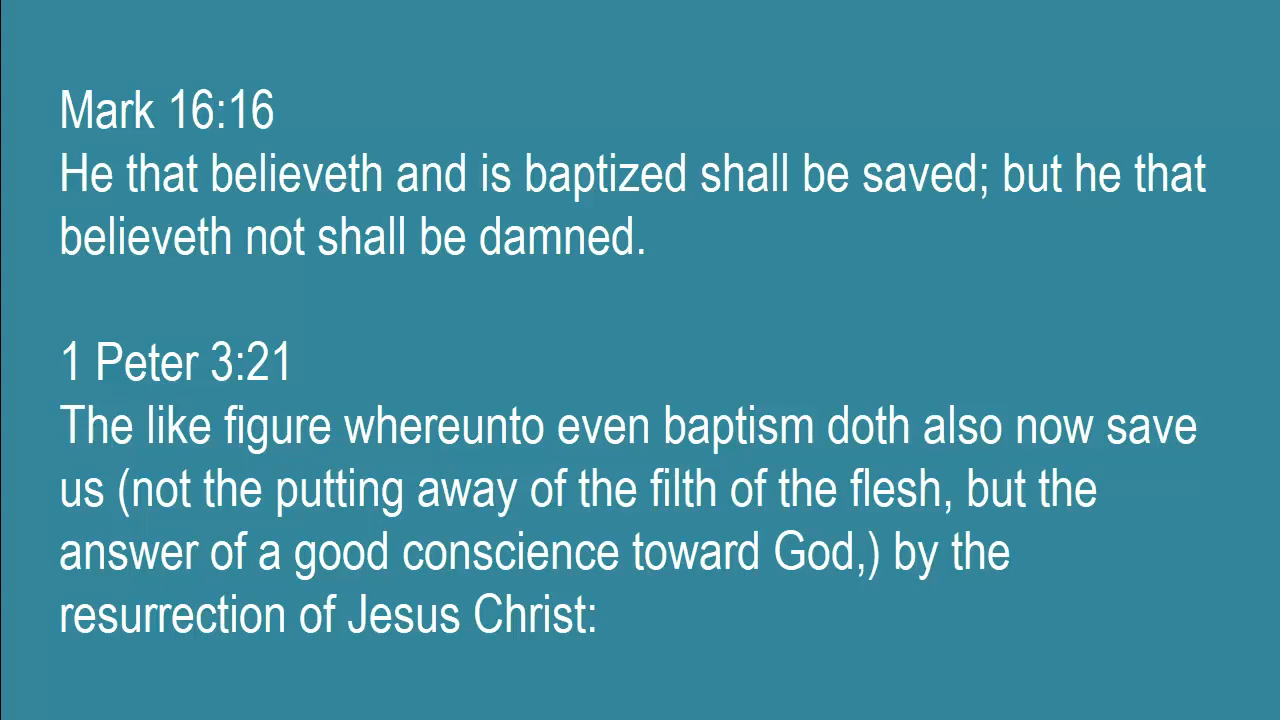 Mark 16:16
He that believeth and is baptized shall be saved; but he that
believeth not shall be damned.
1 Peter 3:21
The like figure whereunto even baptism doth also now save
us (not the putting away of the filth of the flesh, but the
answer of a good conscience toward God,) by the
resurrection of Jesus Christ: